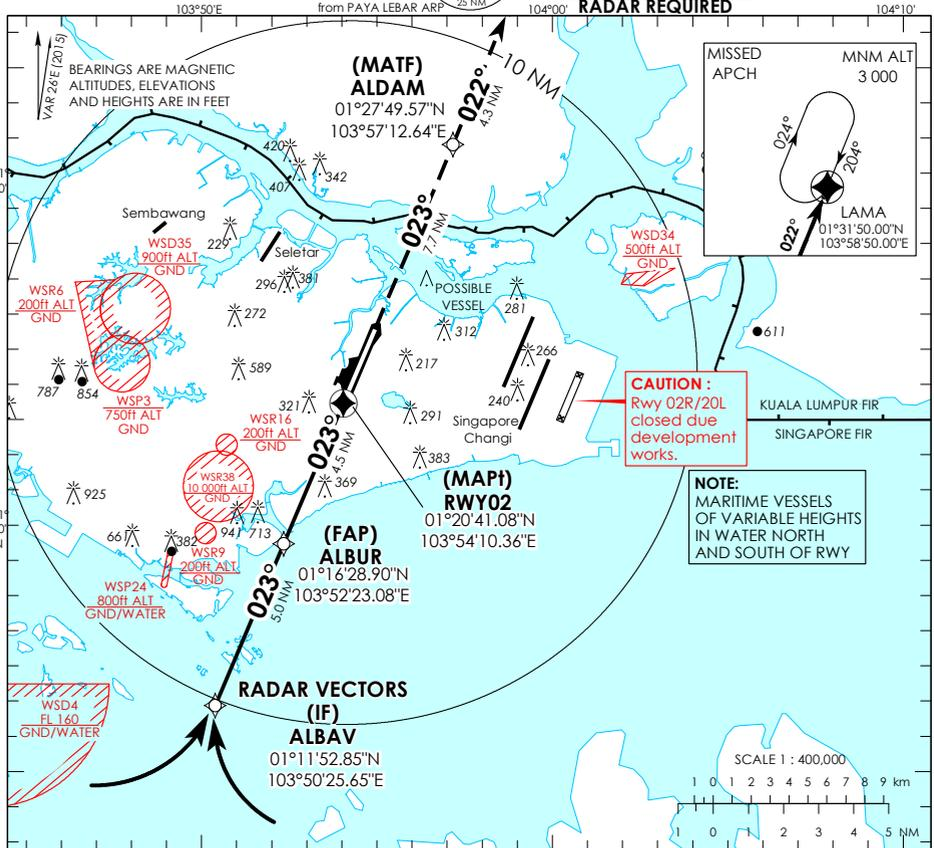 103°50'E
from PAYA LEBAR ARP
25 NM
104°00'
RADAR REQUIRED
104°10'
VAR 26'E (2015)
BEARINGS ARE MAGNETIC
ALTITUDES, ELEVATIONS
AND HEIGHTS ARE IN FEET
(MATF)
ALDAM
01°27'49.57"N
103°57'12.64"E
022°
4.3 NM
10 NM
MISSED
APCH
MNM ALT
3 000
024°
204°
LAMA
01°31'50.00"N
103°58'50.00"E
022°
420
407
342
023°
7.7 NM
Sembawang
229
Seletar
WSD35
900ft ALT
GND
WSR6
200ft ALT
GND
296
381
272
POSSIBLE
VESSEL
281
312
WSD34
500ft ALT
GND
611
787
854
589
217
266
WSP3
750ft ALT
GND
321
240
291
Singapore
Changi
CAUTION :
Rwy 02R/20L
closed due
development
works.
KUALA LUMPUR FIR
SINGAPORE FIR
WSR16
200ft ALT
GND
023°
4.5 NM
383
WSR38
10 000ft ALT
GND
369
925
(MAPt)
RWY02
01°20'41.08"N
103°54'10.36"E
NOTE:
MARITIME VESSELS
OF VARIABLE HEIGHTS
IN WATER NORTH
AND SOUTH OF RWY
941
713
661
382
WSR9
200ft ALT
GND
(FAP)
ALBUR
01°16'28.90"N
103°52'23.08"E
WSP24
800ft ALT
GND/WATER
023°
5.0 NM
RADAR VECTORS
(IF)
ALBAV
01°11'52.85"N
103°50'25.65"E
WSD4
FL 160
GND/WATER
SCALE 1 : 400,000
1 0 1 2 3 4 5 6 7 8 9 km
1 0 1 2 3 4 5 NM